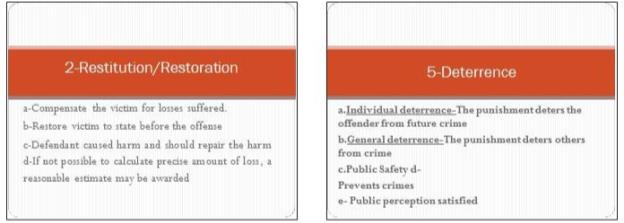 2-Restitution/Restoration
a-Compensate the victim for losses suffered.
b-Restore victim to state before the offense
c-Defendant caused harm and should repair the harm
d-If not possible to calculate precise amount of loss, a
reasonable estimate may be awarded
5-Deterrence
a.Individual deterrence-The punishment deters the
offender from future crime
b.General deterrence-The punishment deters others
from crime
c.Public Safety d-
Prevents crimes
e- Public perception satisfied